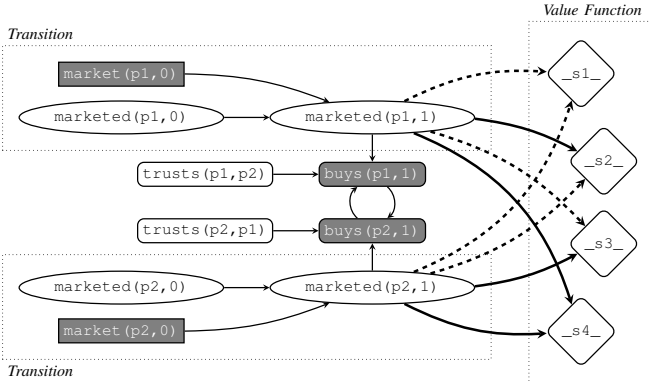 Value Function
Transition
market(p1,0)
_s1_
marketed(p1,0)
marketed(p1,1)
_s2_
trusts(p1,p2)
buys(p1,1)
trusts(p2,p1)
buys(p2,1)
_s3_
marketed(p2,0)
marketed(p2,1)
market(p2,0)
_s4_
Transition